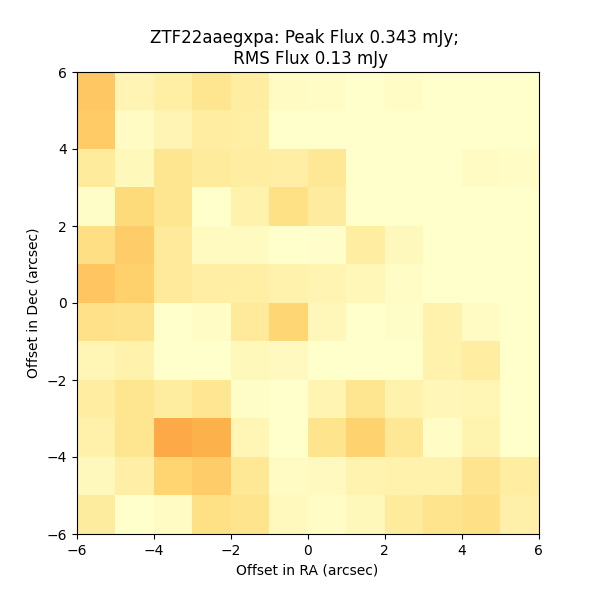 ZTF22aaegxpa: Peak Flux 0.343 mJy;
RMS Flux 0.13 mJy
6
4
2
0
−2
−4
−6
Offset in Dec (arcsec)
−6 −4 −2 0 2 4 6
Offset in RA (arcsec)